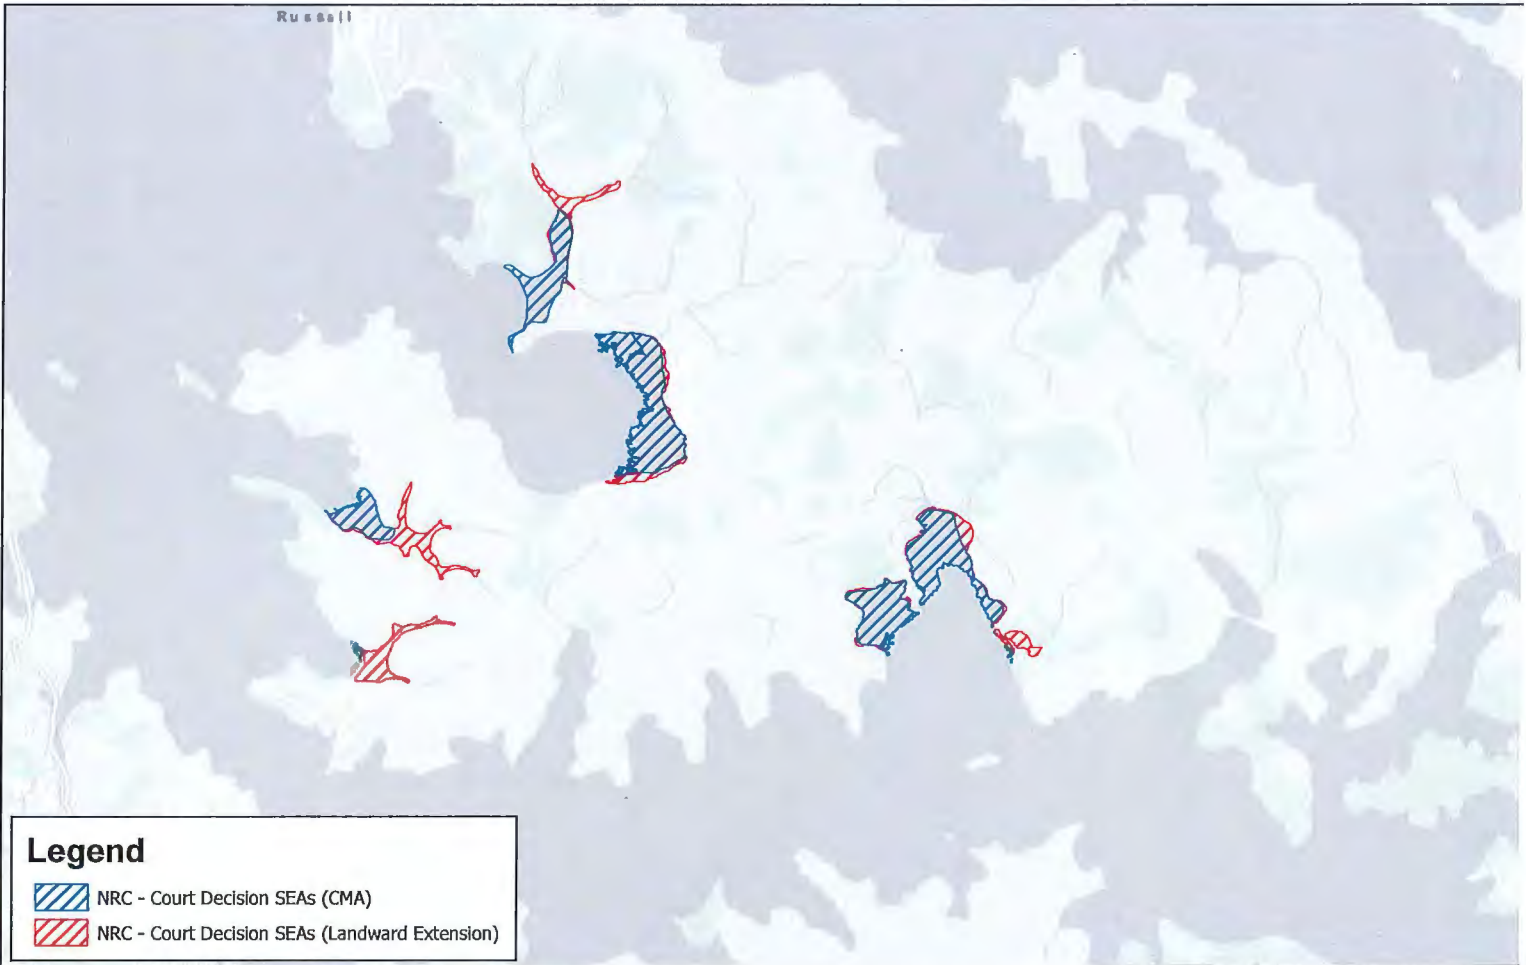 Russell
Legend
NRC - Court Decision SEAs (CMA)
NRC - Court Decision SEAs (Landward Extension)